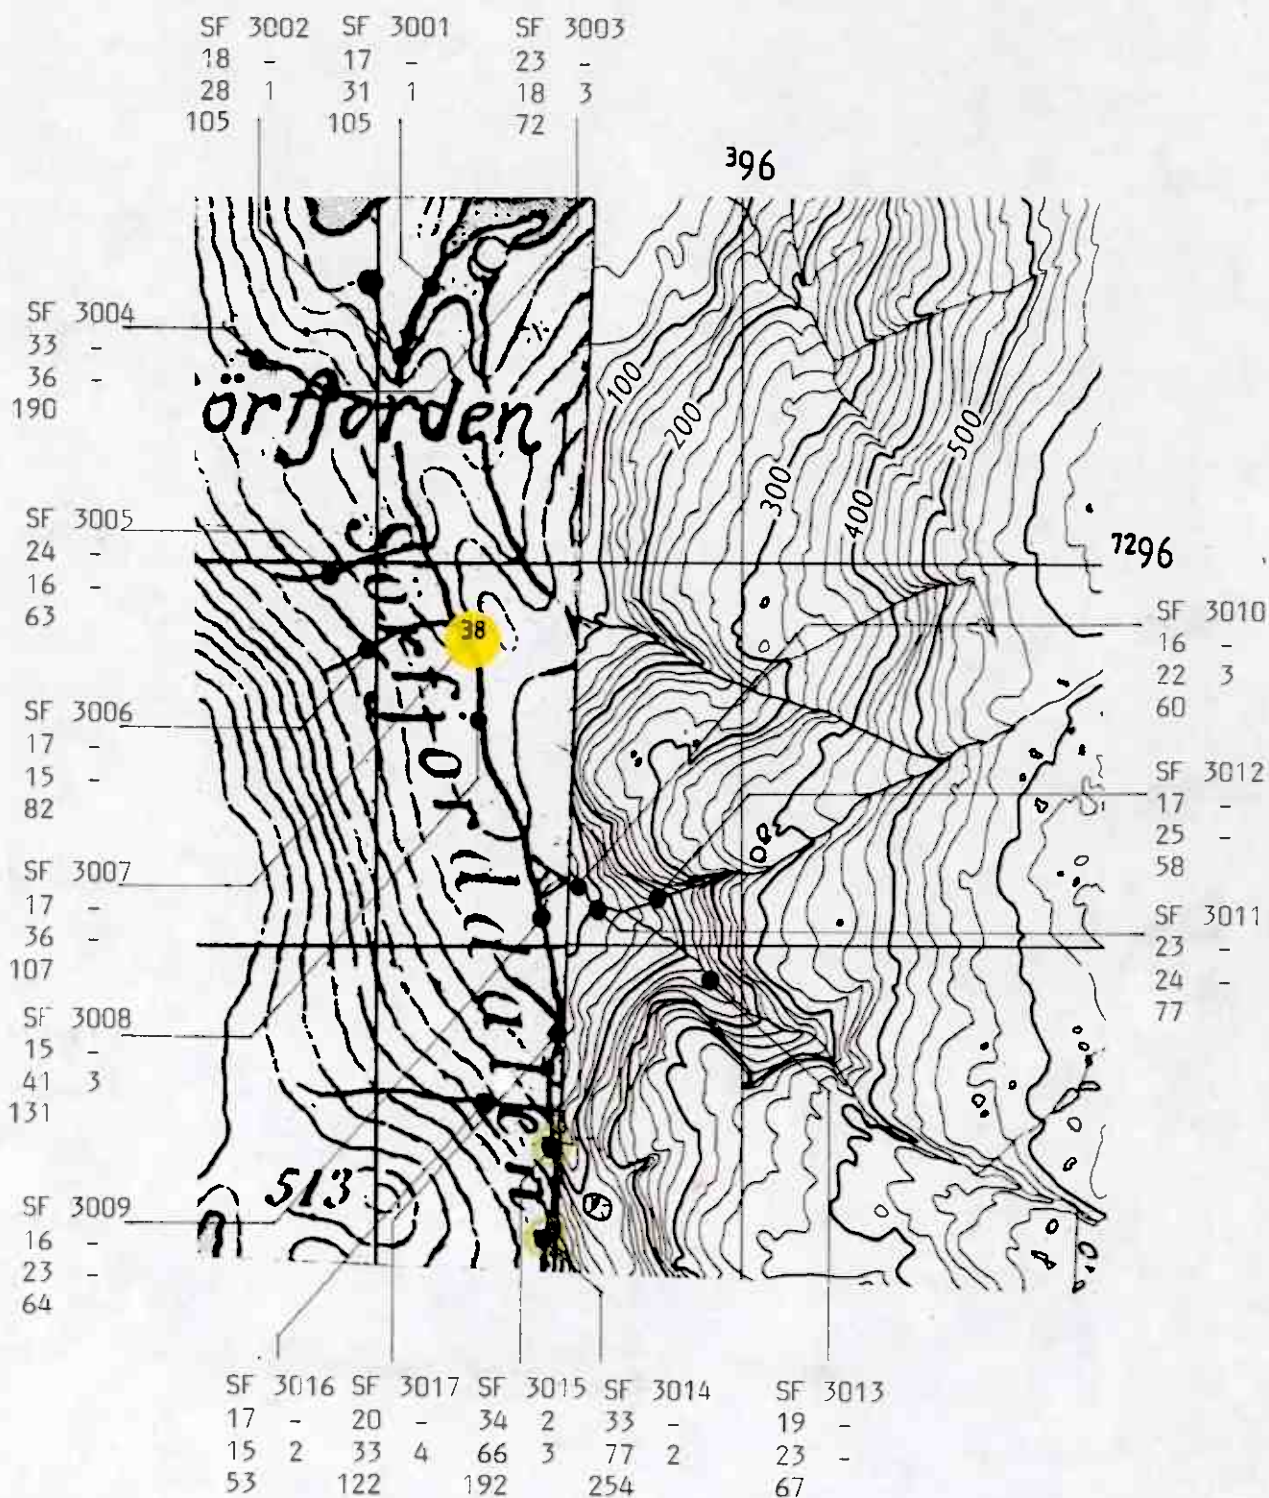 SF 3002 SF 3001 SF 3003
18 - 17 - 23 -
28 1 31 1 18 3
105 105 72
³96
SF 3004
33 -
36 -
190
örfjorden
100
200
300
400
500
⁷²96
SF 3005
24 -
16 -
63
38
Sörfjordalen
SF 3010
16 -
22 3
60
SF 3006
17 -
15 -
82
SF 3012
17 -
25 -
58
SF 3007
17 -
36 -
107
SF 3011
23 -
24 -
77
SF 3008
15 -
41 3
131
513
n
SF 3009
16 -
23 -
64
SF 3016 SF 3017 SF 3015 SF 3014 SF 3013
17 - 20 - 34 2 33 - 19 -
15 2 33 4 66 3 77 2 23 -
53 122 192 254 67